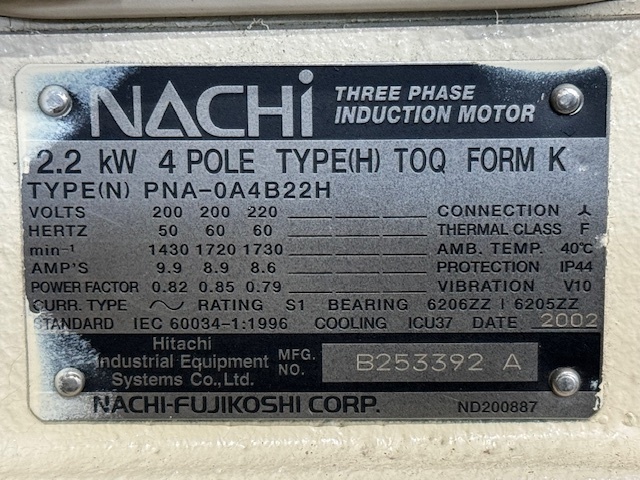 NACHi THREE PHASE
INDUCTION MOTOR
2.2 kW 4 POLE TYPE(H) TOQ FORM K
TYPE(N) PNA-0A4B22H
VOLTS 200 200 220 CONNECTION
HERTZ 50 60 60 THERMAL CLASS F
min-1 1430 1720 1730 AMB. TEMP. 40℃
AMP'S 9.9 8.9 8.6 PROTECTION IP44
POWER FACTOR 0.82 0.85 0.79 VIBRATION V10
CURR. TYPE ～ RATING S1 BEARING 6206ZZ | 6205ZZ
STANDARD IEC 60034-1:1996 COOLING ICU37 DATE 2002
Hitachi
Industrial Equipment
Systems Co.,Ltd.
MFG.
NO.
B253392 A
NACHI-FUJIKOSHI CORP. ND200887